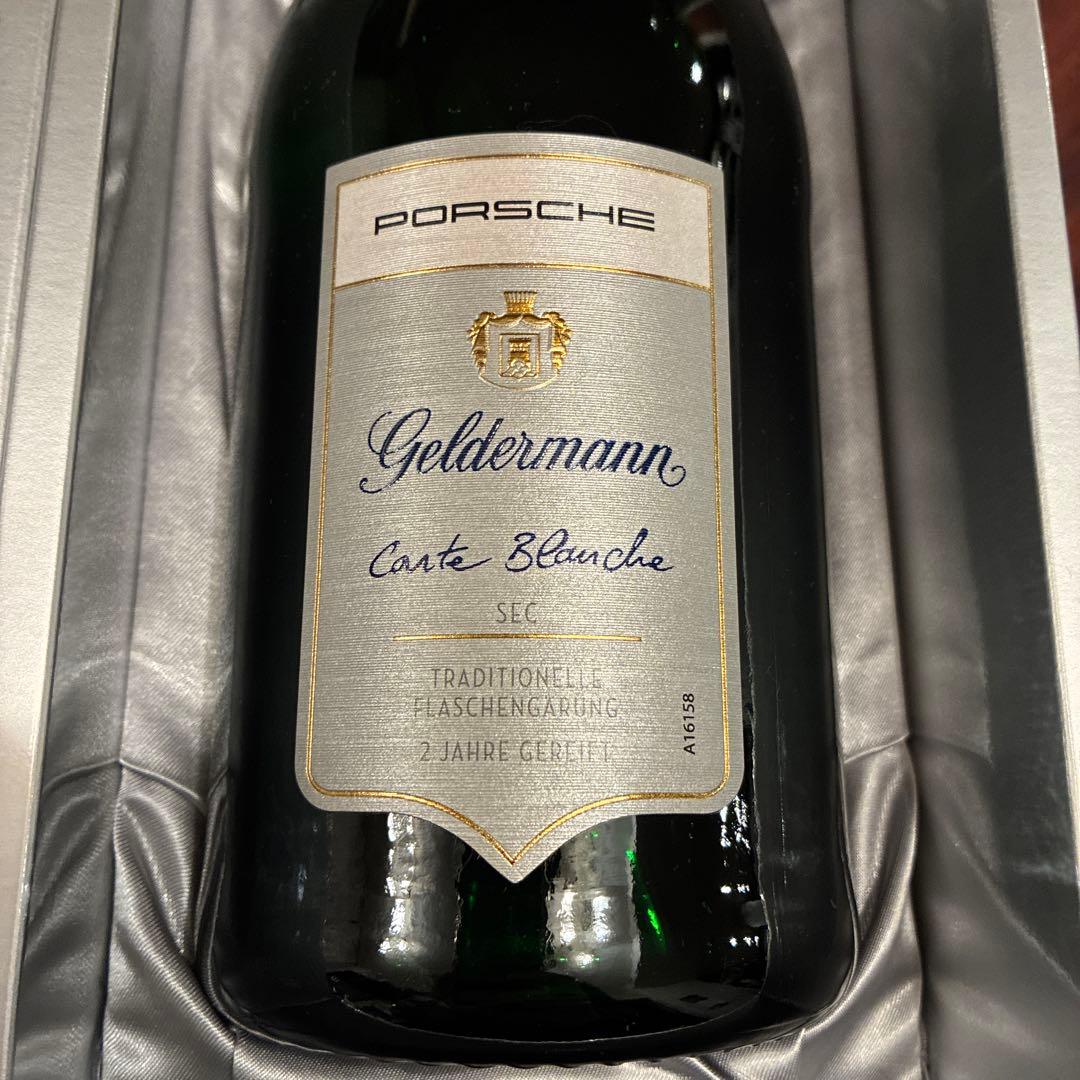 PORSCHE
Geldermann
Carte Blanche
SEC
TRADITIONELLE
FLASCHENGÄRUNG
2 JAHRE GEREIFT
A16158